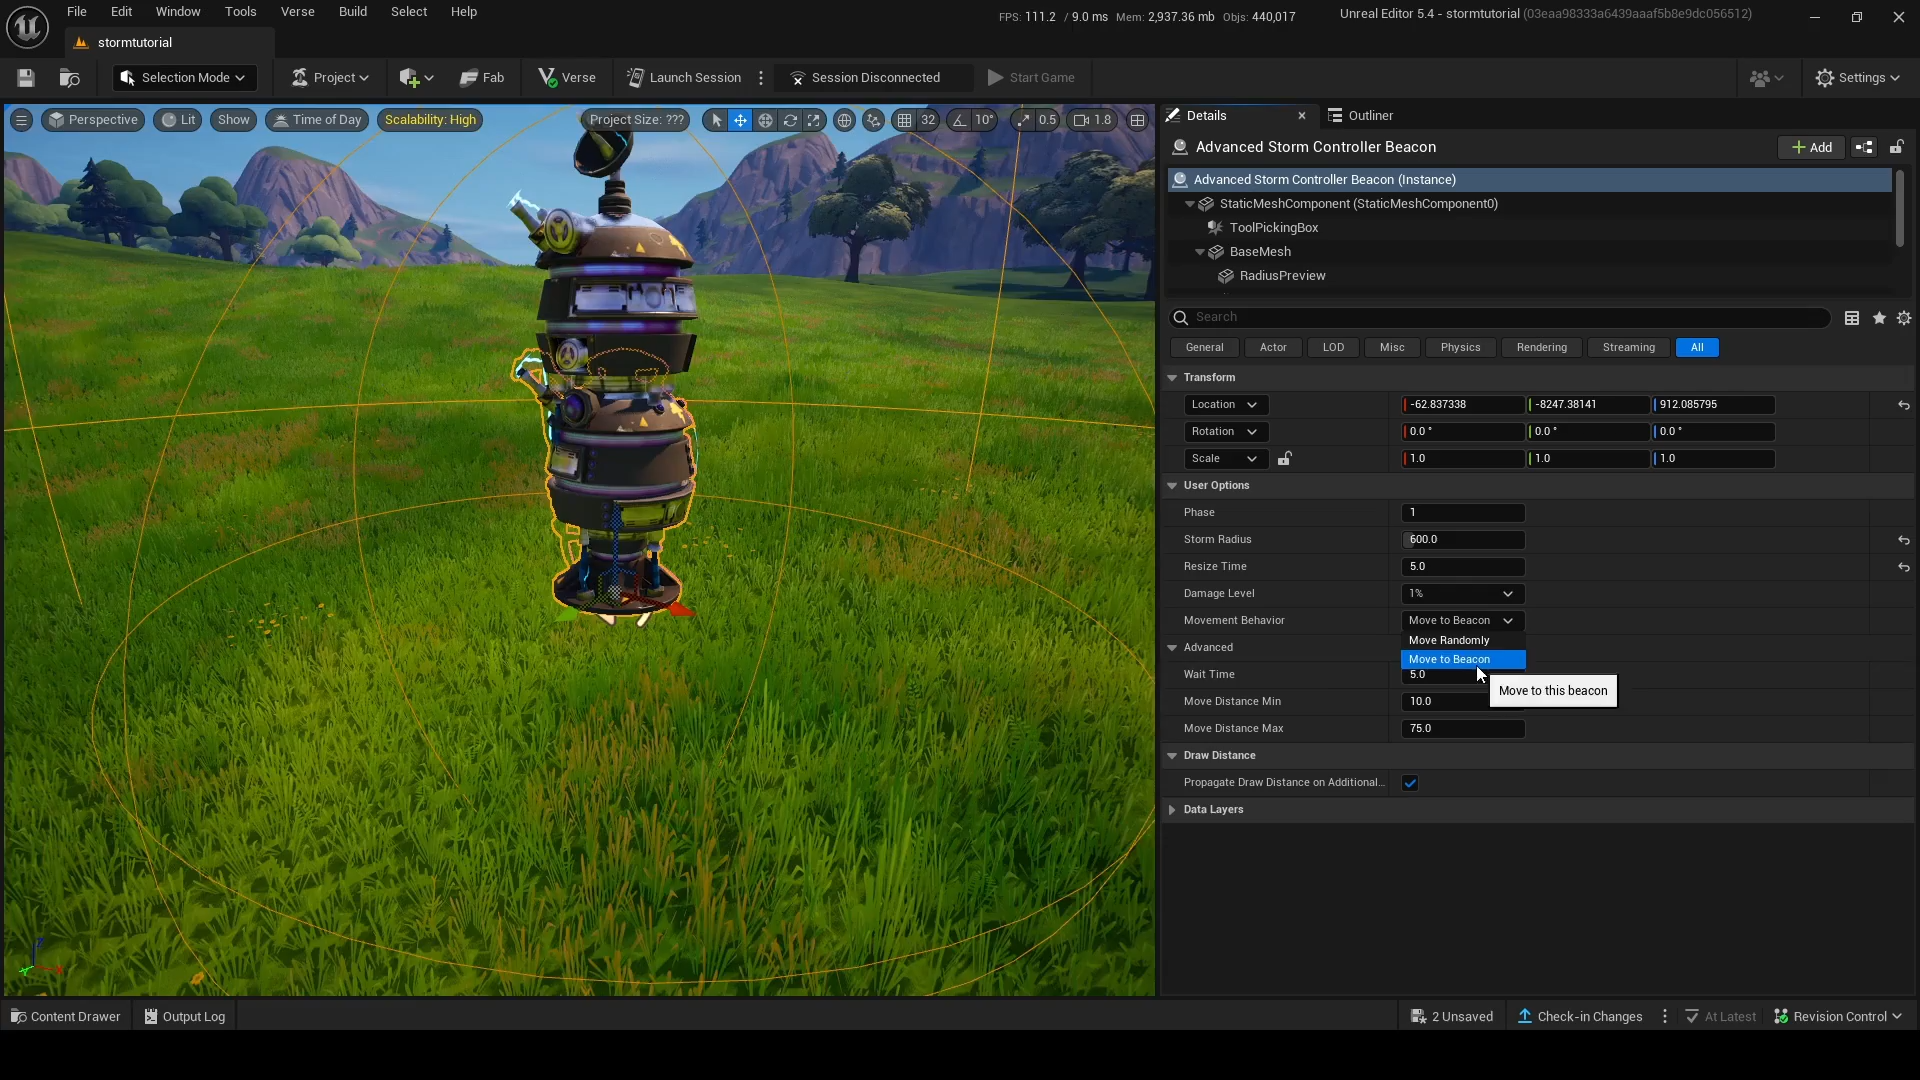 File Edit Window Tools Verse Build Select Help
FPS: 111.2 / 9.0 ms Mem: 2,937.36 mb Objs: 440,017
Unreal Editor 5.4 - stormtutorial (03eaa98333a6439aaaf5b8e9dc056512)
stormtutorial
Selection Mode Project Fab Verse Launch Session Session Disconnected Start Game Settings
Perspective Lit Show Time of Day Scalability: High Project Size: ??? 32 10° 0.5 1.8
Details Outliner
Advanced Storm Controller Beacon Add
Advanced Storm Controller Beacon (Instance)
StaticMeshComponent (StaticMeshComponent0)
ToolPickingBox
BaseMesh
RadiusPreview
Search
General Actor LOD Misc Physics Rendering Streaming All
Transform
Location -62.837338 -8247.38141 912.085795
Rotation 0.0 ° 0.0 ° 0.0 °
Scale 1.0 1.0 1.0
User Options
Phase 1
Storm Radius 600.0
Resize Time 5.0
Damage Level 1%
Movement Behavior Move to Beacon
Move Randomly
Advanced
Move to Beacon
Wait Time 5.0
Move to this beacon
Move Distance Min 10.0
Move Distance Max 75.0
Draw Distance
Propagate Draw Distance on Additional...
Data Layers
Content Drawer Output Log 2 Unsaved Check-in Changes At Latest Revision Control